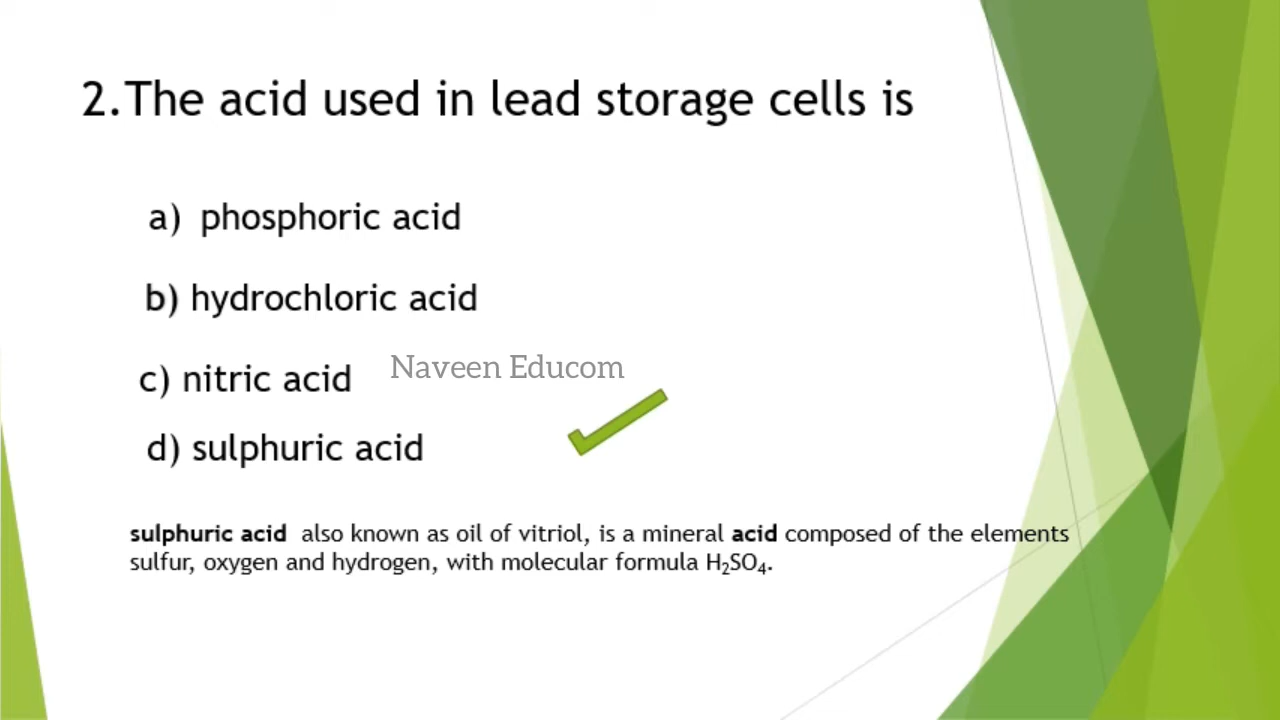 2.The acid used in lead storage cells is
a) phosphoric acid
b) hydrochloric acid
Naveen Educom
c) nitric acid
d) sulphuric acid
sulphuric acid also known as oil of vitriol, is a mineral acid composed of the elements
sulfur, oxygen and hydrogen, with molecular formula H₂SO₄.